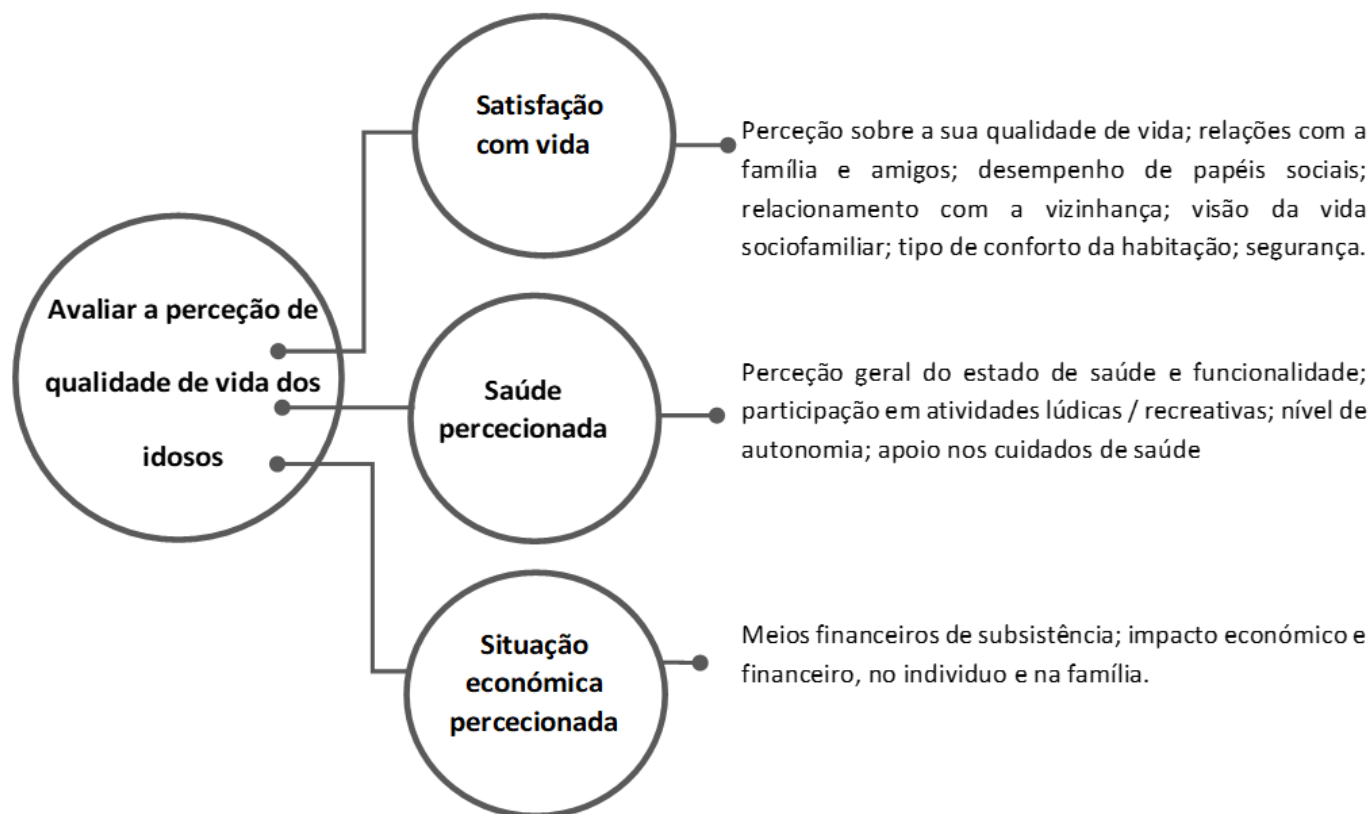 Avaliar a perceção de
qualidade de vida dos
idosos
Satisfação
com vida
Perceção sobre a sua qualidade de vida; relações com a
família e amigos; desempenho de papéis sociais;
relacionamento com a vizinhança; visão da vida
sociofamiliar; tipo de conforto da habitação; segurança.
Saúde
percecionada
Perceção geral do estado de saúde e funcionalidade;
participação em atividades lúdicas / recreativas; nível de
autonomia; apoio nos cuidados de saúde
Situação
económica
percecionada
Meios financeiros de subsistência; impacto económico e
financeiro, no individuo e na família.